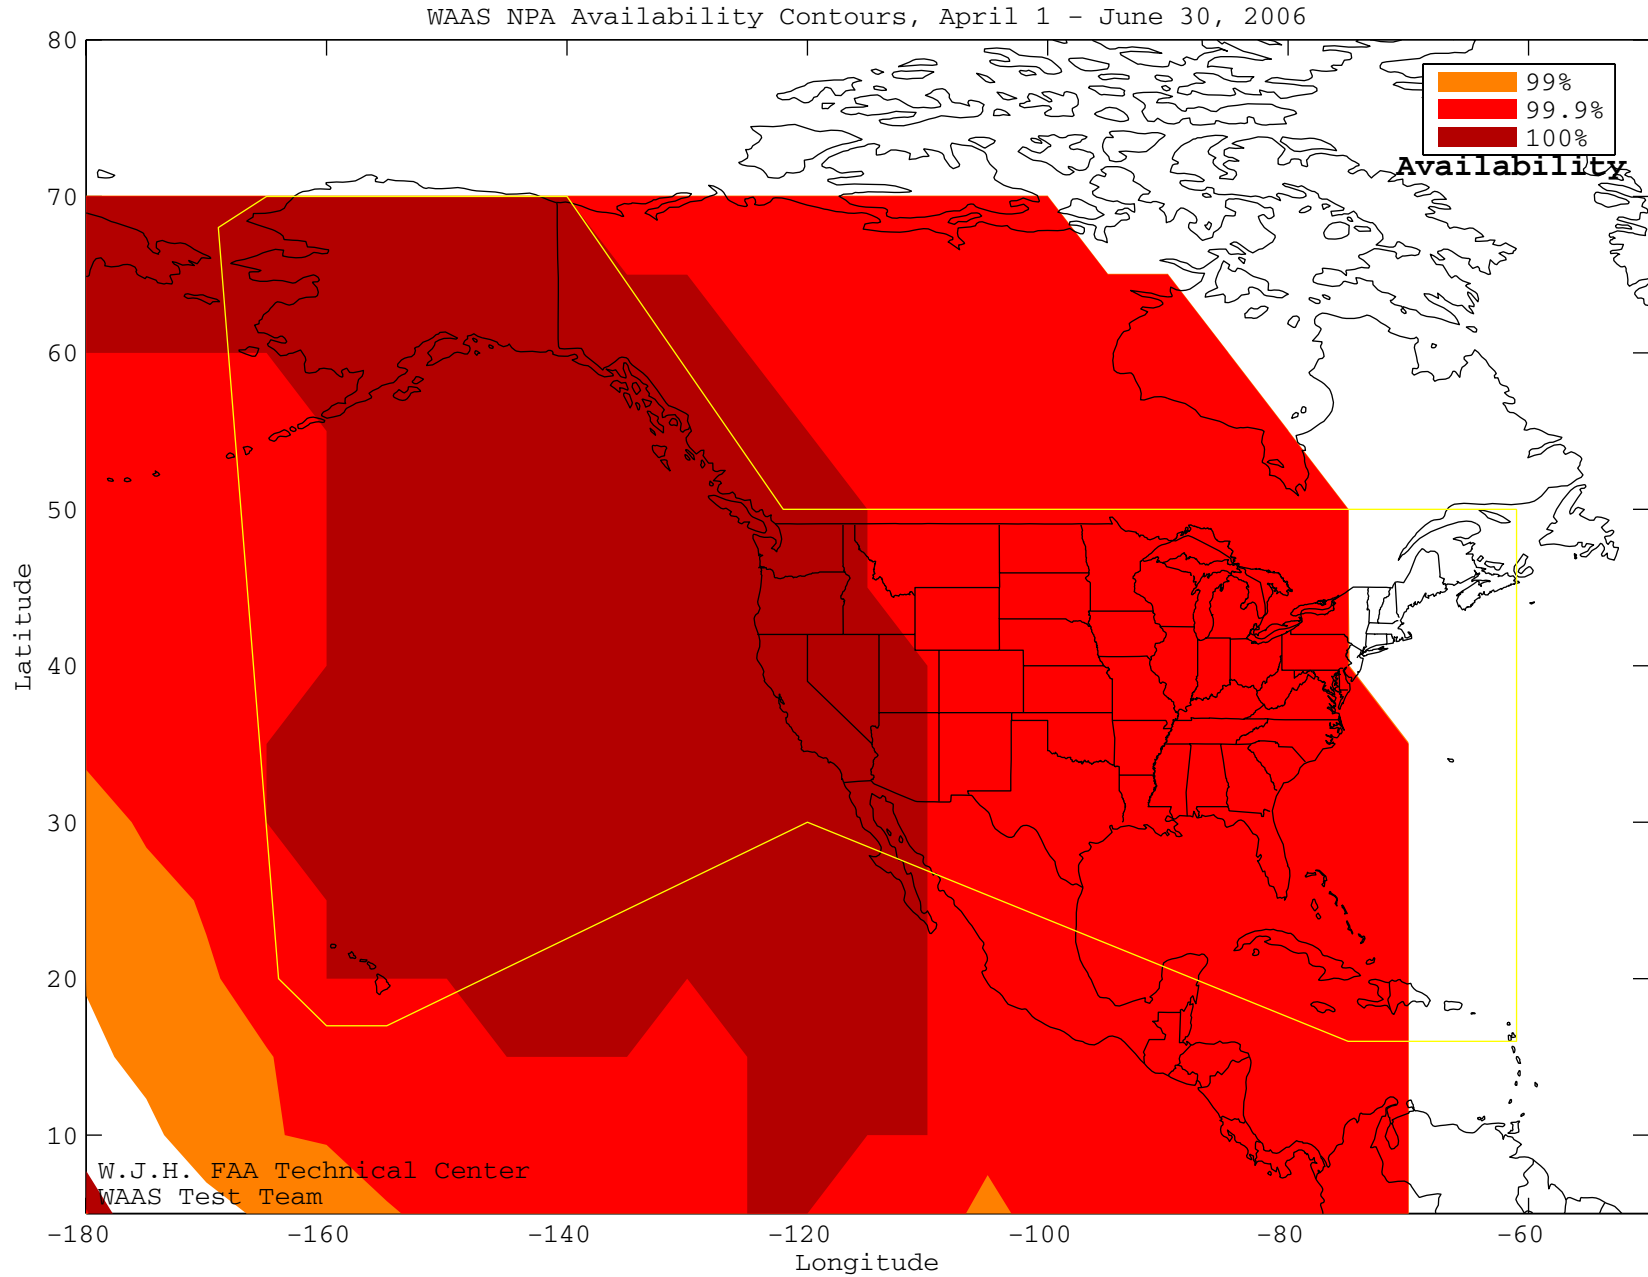 WAAS NPA Availability Contours, April 1 - June 30, 2006
80
70
60
50
40
30
20
10
Latitude
99%
99.9%
100%
Availability
W.J.H. FAA Technical Center
WAAS Test Team
-180 -160 -140 -120 -100 -80 -60
Longitude